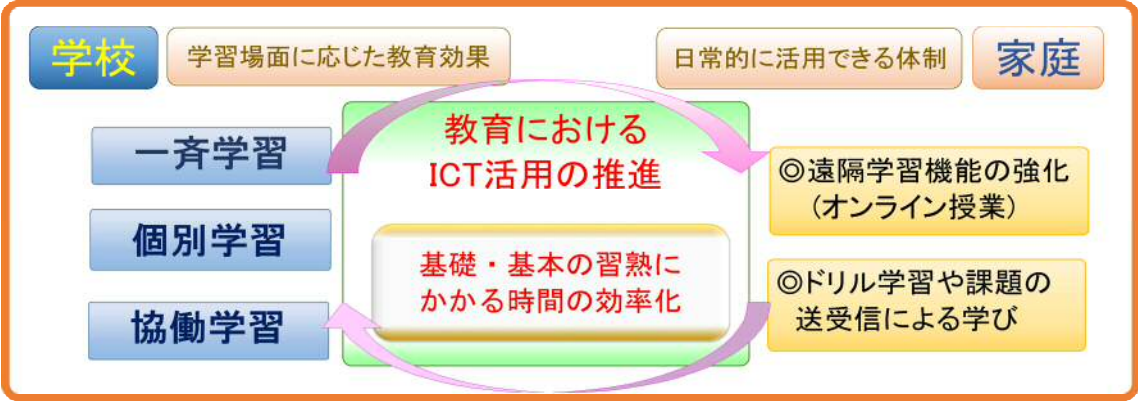 学校
学習場面に応じた教育効果
日常的に活用できる体制
家庭
一斉学習
個別学習
協働学習
教育における
ICT活用の推進
基礎・基本の習熟に
かかる時間の効率化
◎遠隔学習機能の強化
(オンライン授業)
◎ドリル学習や課題の
送受信による学び